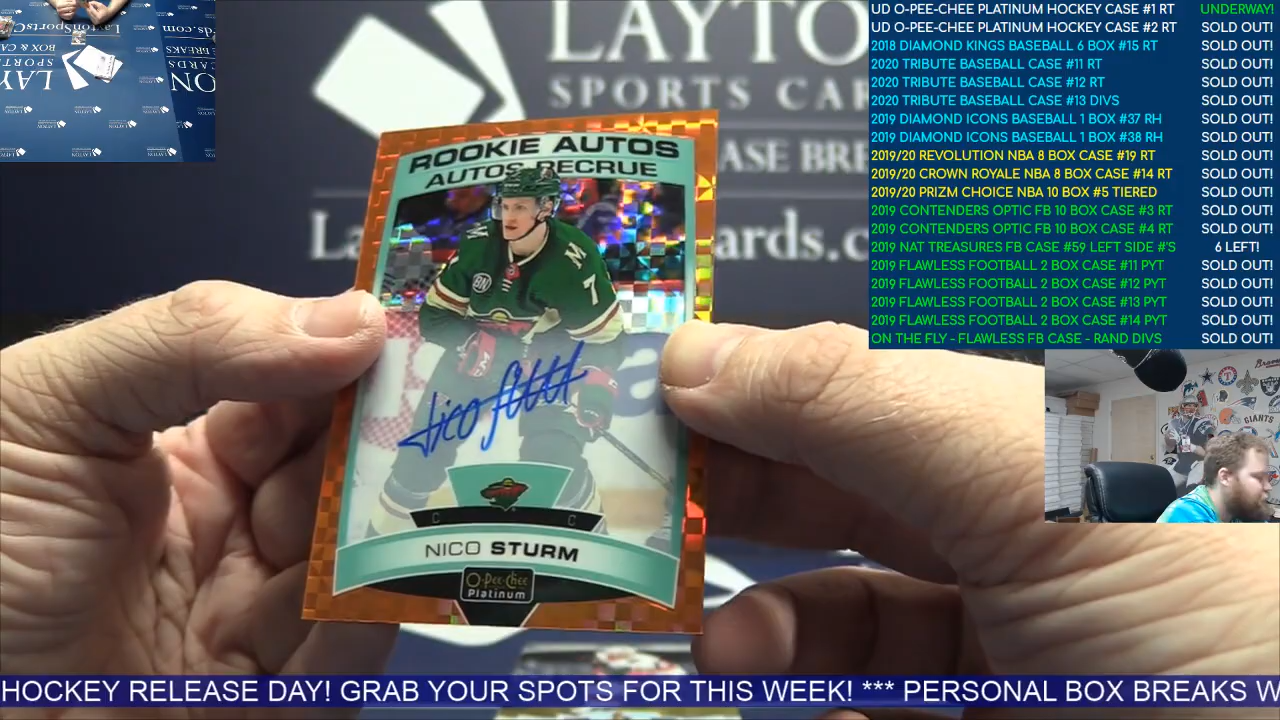 LAYTON
SPORTS CAR
ASE BRE
La
ards.c
ROOKIE AUTOS
AUTOS RECRUE
M
M
7
BN
C C
NICO STURM
O-Pee-Chee
Platinum
UD O-PEE-CHEE PLATINUM HOCKEY CASE #1 RT UNDERWAY!
UD O-PEE-CHEE PLATINUM HOCKEY CASE #2 RT SOLD OUT!
2018 DIAMOND KINGS BASEBALL 6 BOX #15 RT SOLD OUT!
2020 TRIBUTE BASEBALL CASE #11 RT SOLD OUT!
2020 TRIBUTE BASEBALL CASE #12 RT SOLD OUT!
2020 TRIBUTE BASEBALL CASE #13 DIVS SOLD OUT!
2019 DIAMOND ICONS BASEBALL 1 BOX #37 RH SOLD OUT!
2019 DIAMOND ICONS BASEBALL 1 BOX #38 RH SOLD OUT!
2019/20 REVOLUTION NBA 8 BOX CASE #19 RT SOLD OUT!
2019/20 CROWN ROYALE NBA 8 BOX CASE #14 RT SOLD OUT!
2019/20 PRIZM CHOICE NBA 10 BOX #5 TIERED SOLD OUT!
2019 CONTENDERS OPTIC FB 10 BOX CASE #3 RT SOLD OUT!
2019 CONTENDERS OPTIC FB 10 BOX CASE #4 RT SOLD OUT!
2019 NAT TREASURES FB CASE #59 LEFT SIDE #'S 6 LEFT!
2019 FLAWLESS FOOTBALL 2 BOX CASE #11 PYT SOLD OUT!
2019 FLAWLESS FOOTBALL 2 BOX CASE #12 PYT SOLD OUT!
2019 FLAWLESS FOOTBALL 2 BOX CASE #13 PYT SOLD OUT!
2019 FLAWLESS FOOTBALL 2 BOX CASE #14 PYT SOLD OUT!
ON THE FLY - FLAWLESS FB CASE - RAND DIVS SOLD OUT!
GIANTS
HOCKEY RELEASE DAY! GRAB YOUR SPOTS FOR THIS WEEK! *** PERSONAL BOX BREAKS W